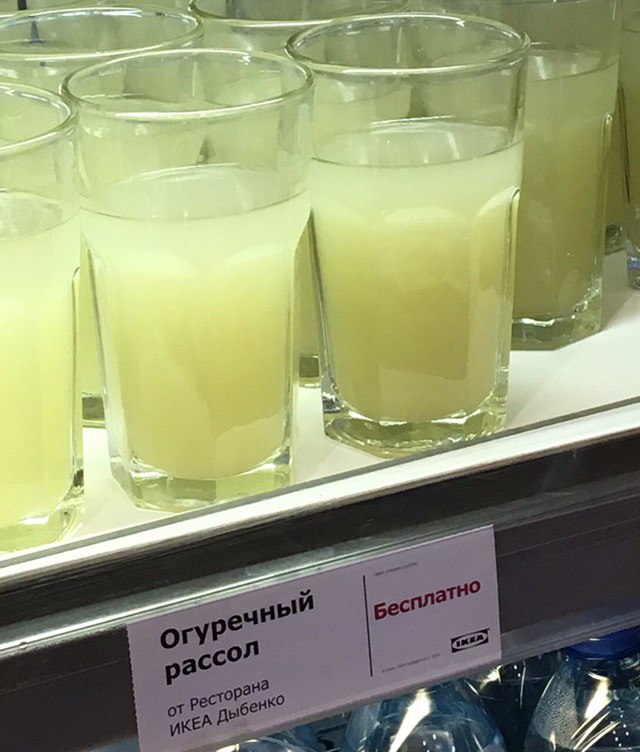 Огуречный
рассол
от Ресторана
ИКЕА Дыбенко
Бесплатно
IKEA